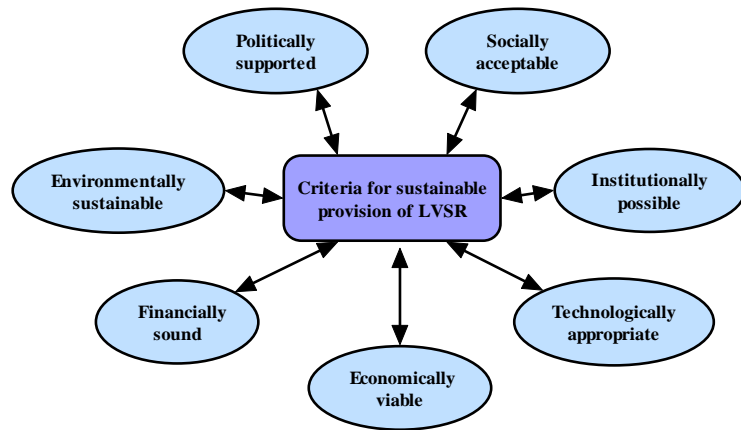 Politically
supported
Socially
acceptable
Environmentally
sustainable
Criteria for sustainable
provision of LVSR
Institutionally
possible
Financially
sound
Technologically
appropriate
Economically
viable